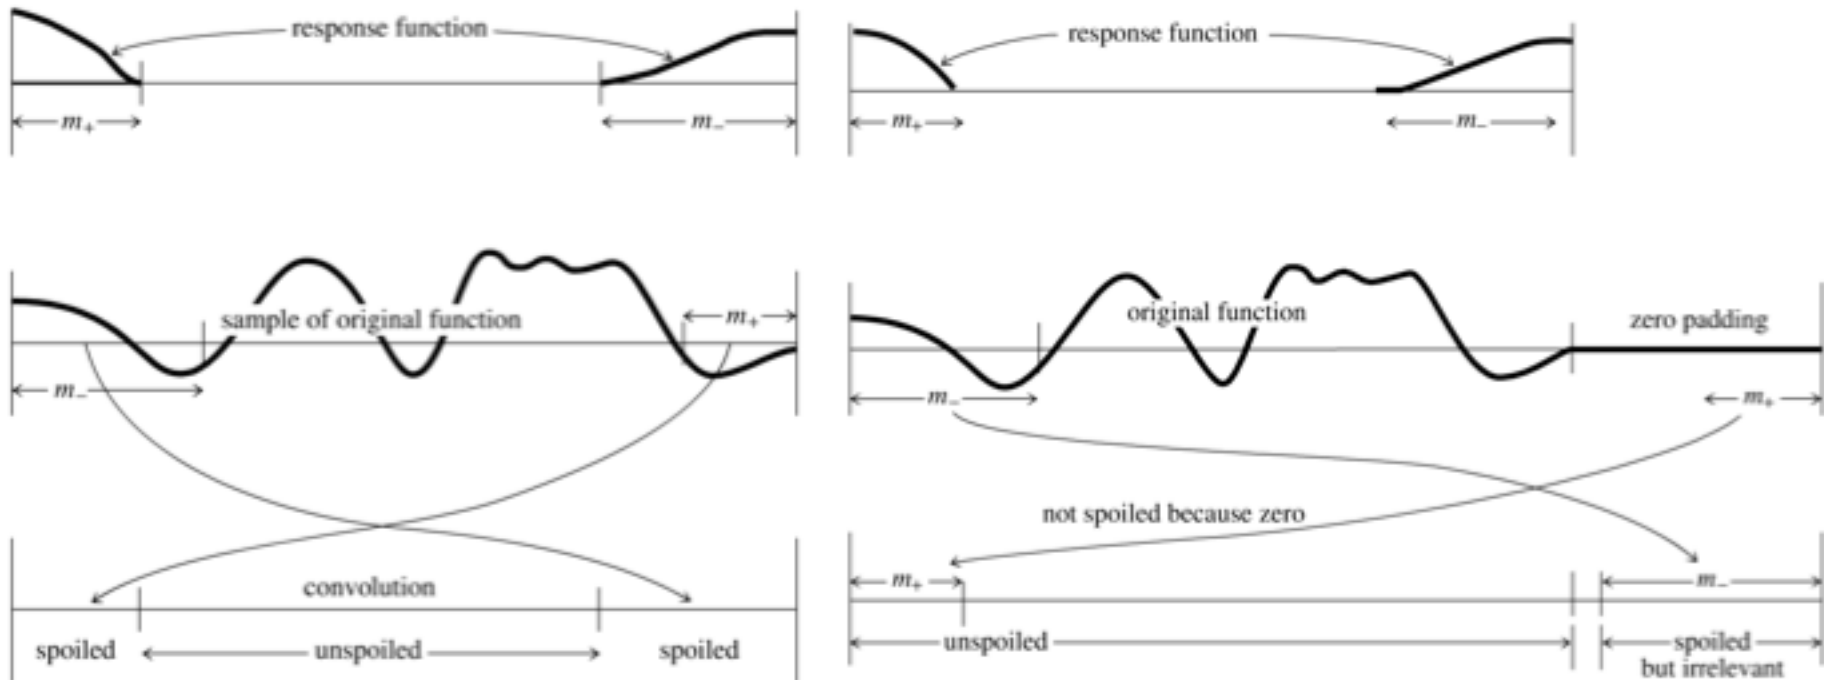 response function
m₊
m₋
sample of original function
m₊
m₋
convolution
spoiled
unspoiled
spoiled
response function
m₊
m₋
original function
zero padding
m₋
m₊
not spoiled because zero
m₊
m₋
unspoiled
spoiled
but irrelevant